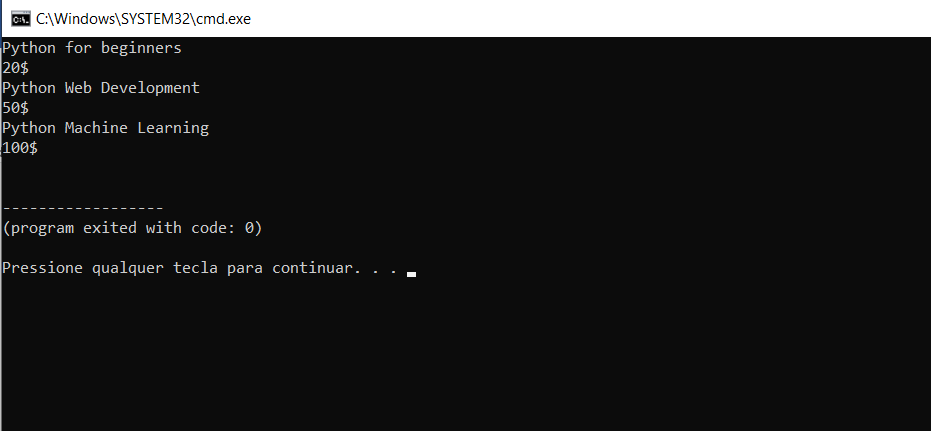 C:\Windows\SYSTEM32\cmd.exe
Python for beginners
20$
Python Web Development
50$
Python Machine Learning
100$
------------------
(program exited with code: 0)
Pressione qualquer tecla para continuar. . .